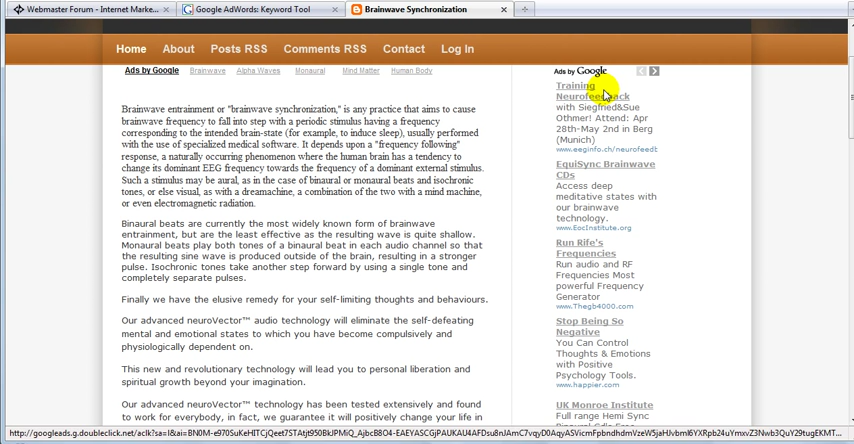 Webmaster Forum - Internet Marke...
Google AdWords: Keyword Tool
Brainwave Synchronization
Home About Posts RSS Comments RSS Contact Log In
Ads by Google Brainwave Alpha Waves Monaural Mind Matter Human Body
Brainwave entrainment or "brainwave synchronization," is any practice that aims to cause
brainwave frequency to fall into step with a periodic stimulus having a frequency
corresponding to the intended brain-state (for example, to induce sleep), usually performed
with the use of specialized medical software. It depends upon a "frequency following"
response, a naturally occurring phenomenon where the human brain has a tendency to
change its dominant EEG frequency towards the frequency of a dominant external stimulus.
Such a stimulus may be aural, as in the case of binaural or monaural beats and isochronic
tones, or else visual, as with a dreamachine, a combination of the two with a mind machine,
or even electromagnetic radiation.
Binaural beats are currently the most widely known form of brainwave
entrainment, but are the least effective as the resulting wave is quite shallow.
Monaural beats play both tones of a binaural beat in each audio channel so that
the resulting sine wave is produced outside of the brain, resulting in a stronger
pulse. Isochronic tones take another step forward by using a single tone and
completely separate pulses.
Finally we have the elusive remedy for your self-limiting thoughts and behaviours.
Our advanced neuroVector™ audio technology will eliminate the self-defeating
mental and emotional states to which you have become compulsively and
physiologically dependent on.
This new and revolutionary technology will lead you to personal liberation and
spiritual growth beyond your imagination.
Our advanced neuroVector™ technology has been tested extensively and found
to work for everybody, in fact, we guarantee it will positively change your life in
Ads by Google
Training
Neurofeedback
with Siegfried&Sue
Othmer! Attend: Apr
28th-May 2nd in Berg
(Munich)
www.eeginfo.ch/neurofeedb
EquiSync Brainwave
CDs
Access deep
meditative states with
our brainwave
technology.
www.EocInstitute.org
Run Rife's
Frequencies
Run audio and RF
Frequencies Most
powerful Frequency
Generator
www.Thegb4000.com
Stop Being So
Negative
You Can Control
Thoughts & Emotions
with Positive
Psychology Tools.
www.happier.com
UK Monroe Institute
Full range Hemi Sync